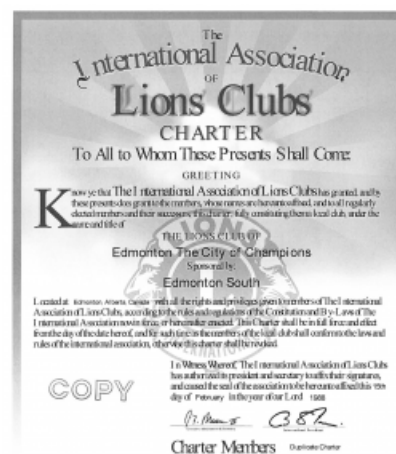 The
International Association
OF
Lions Clubs
CHARTER
To All to Whom These Presents Shall Come:
GREETING
Know ye that The International Association of Lions Clubs has granted, and by
these presents does grant to the members, whose names are hereunto affixed, and to all regularly
elected members and their successors, this charter, fully constituting them a local club, under the
name and title of
THE LIONS CLUB OF
Edmonton The City of Champions
Sponsored by:
Edmonton South
Located at Edmonton, Alberta, Canada with all the rights and privileges given to members of The International
Association of Lions Clubs, according to the rules and regulations of the Constitution and By-Laws of The
International Association now in force, or hereinafter enacted. This Charter shall be in full force and effect
from the day of the date hereof, and for such time as the members of the local club shall conform to the laws and
rules of the international association, otherwise this charter shall be revoked.
In Witness Whereof, The International Association of Lions Clubs
has authorized its president and secretary to affix their signatures,
and caused the seal of the association to be hereunto affixed this
day of February in the year of our Lord
COPY
Charter Members
Duplicate Charter